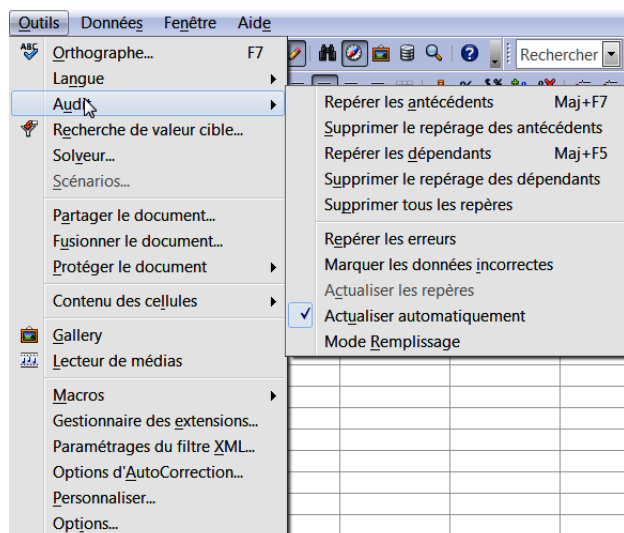 Outils Données Fenêtre Aide
ABC Orthographe... F7
Rechercher
Langue
Audit
Recherche de valeur cible...
Solveur...
Scénarios...
Partager le document...
Fusionner le document...
Protéger le document
Contenu des cellules
Gallery
Lecteur de médias
Macros
Gestionnaire des extensions...
Paramétrages du filtre XML...
Options d'AutoCorrection...
Personnaliser...
Options...
Repérer les antécédents Maj+F7
Supprimer le repérage des antécédents
Repérer les dépendants Maj+F5
Supprimer le repérage des dépendants
Supprimer tous les repères
Repérer les erreurs
Marquer les données incorrectes
Actualiser les repères
Actualiser automatiquement
Mode Remplissage